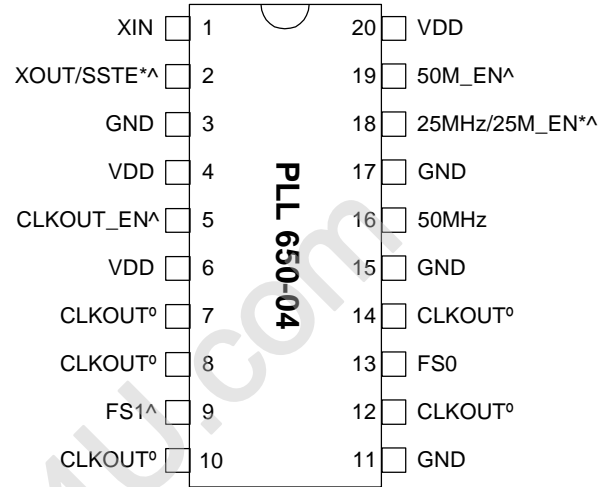 XIN 1 20 VDD
XOUT/SSTE*^ 2 19 50M_EN^
GND 3 18 25MHz/25M_EN*^
VDD 4 17 GND
CLKOUT_EN^ 5 16 50MHz
VDD 6 15 GND
CLKOUTº 7 14 CLKOUTº
CLKOUTº 8 13 FS0
FS1^ 9 12 CLKOUTº
CLKOUTº 10 11 GND
PLL 650-04
4U.com